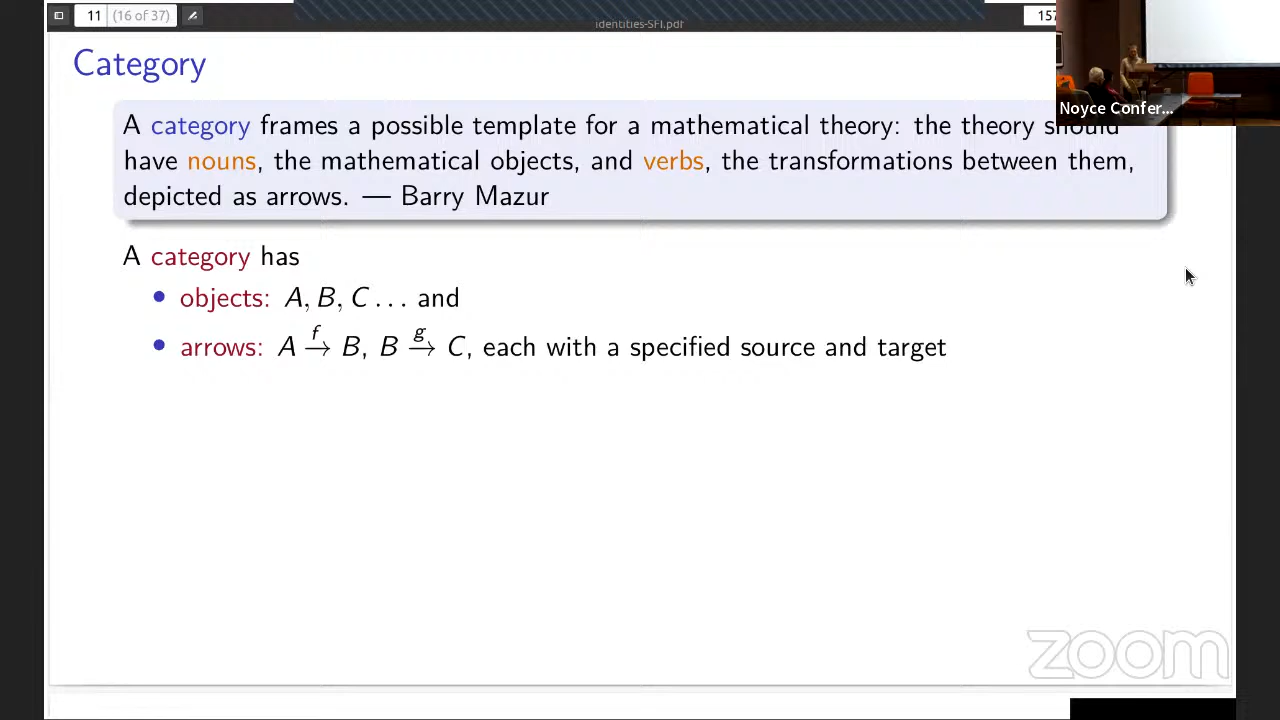 11 (16 of 37)
identities-SFI.pdf
157
Category
Noyce Confer...
A category frames a possible template for a mathematical theory: the theory should
have nouns, the mathematical objects, and verbs, the transformations between them,
depicted as arrows. — Barry Mazur
A category has
• objects: A, B, C . . . and
• arrows: A →f B, B →g C, each with a specified source and target
zoom